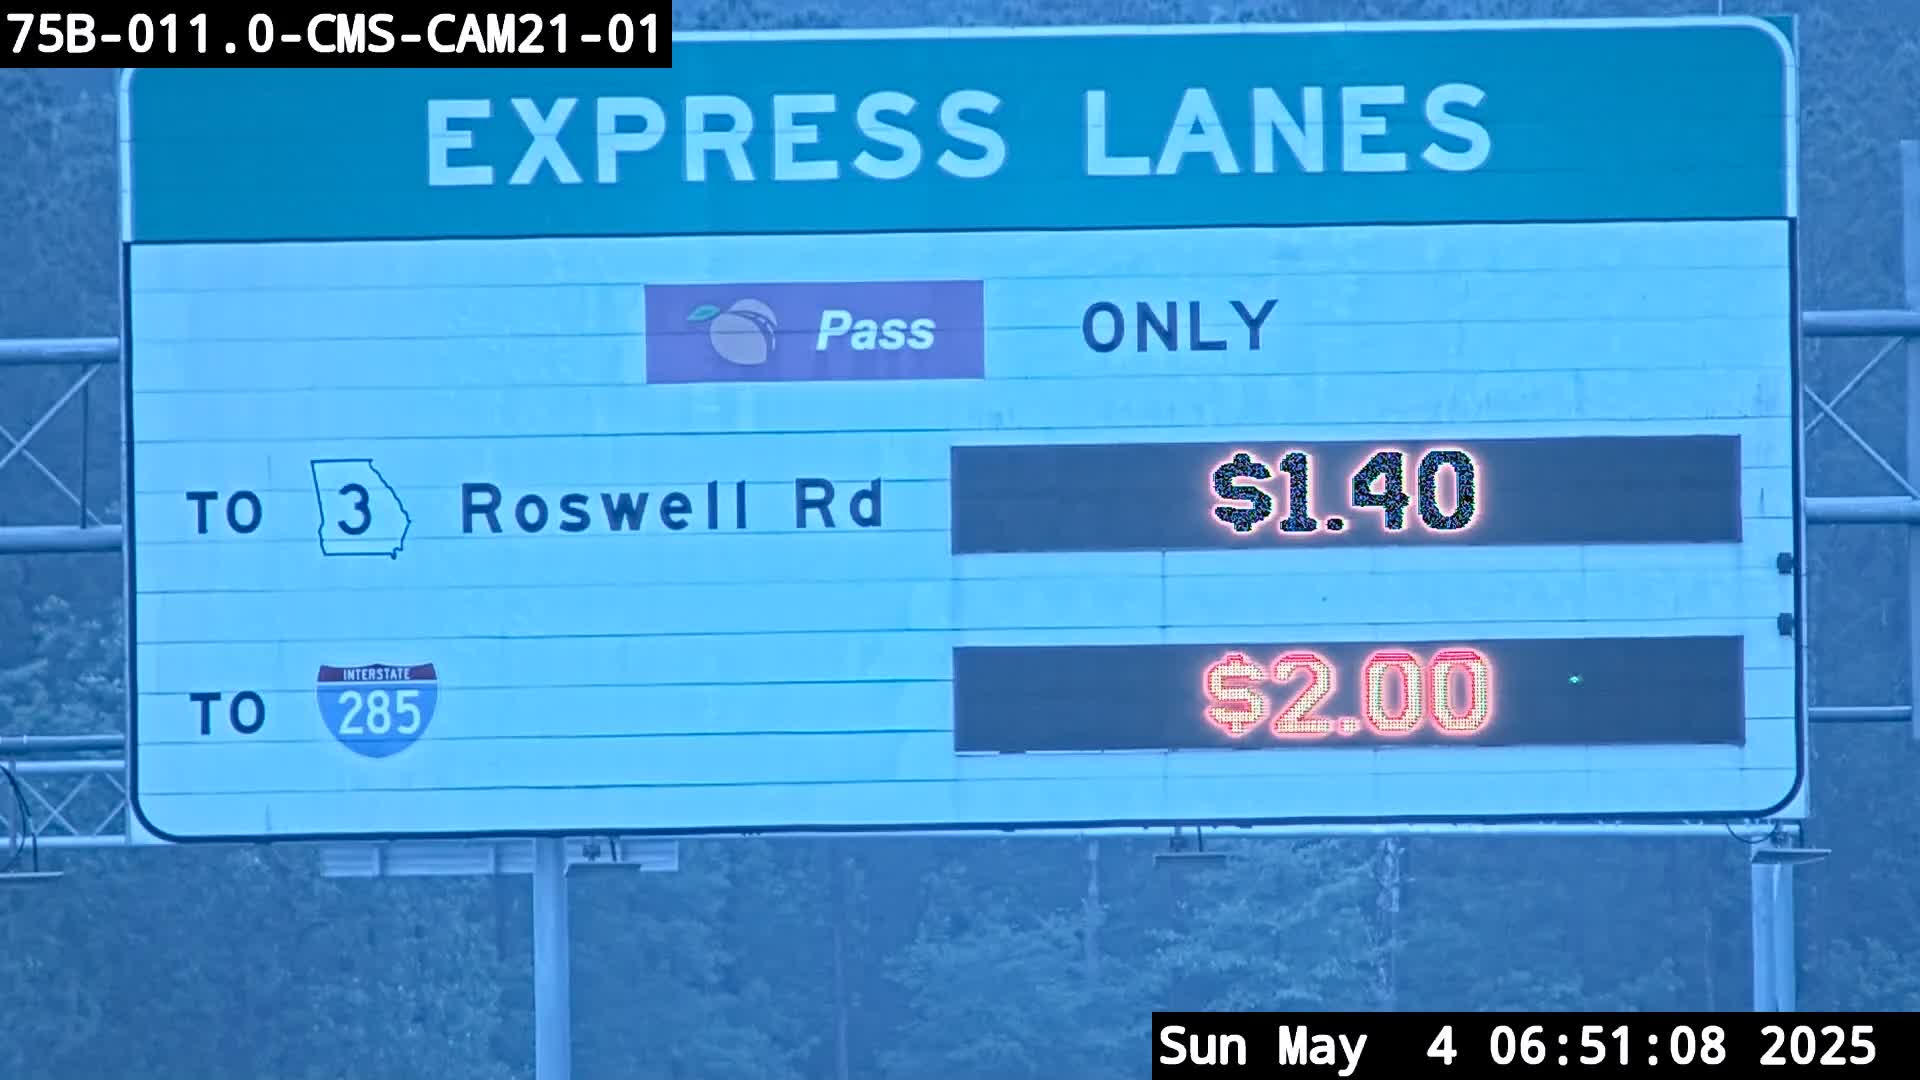 75B-011.0-CMS-CAM21-01
EXPRESS LANES
Pass ONLY
TO 3 Roswell Rd $1.40
TO INTERSTATE 285 $2.00
Sun May 4 06:51:08 2025